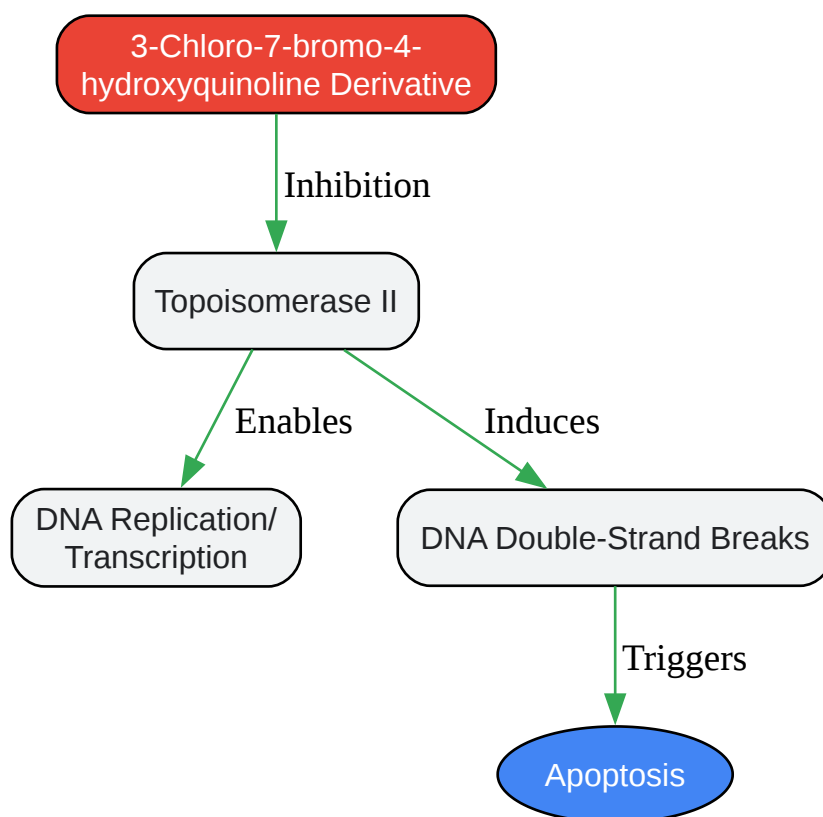 3-Chloro-7-bromo-4-
hydroxyquinoline Derivative
Inhibition
Topoisomerase II
Enables
Induces
DNA Replication/
Transcription
DNA Double-Strand Breaks
Triggers
Apoptosis